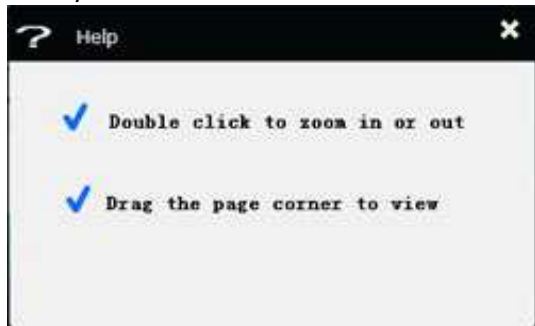 Help
Double click to zoom in or out
Drag the page corner to view